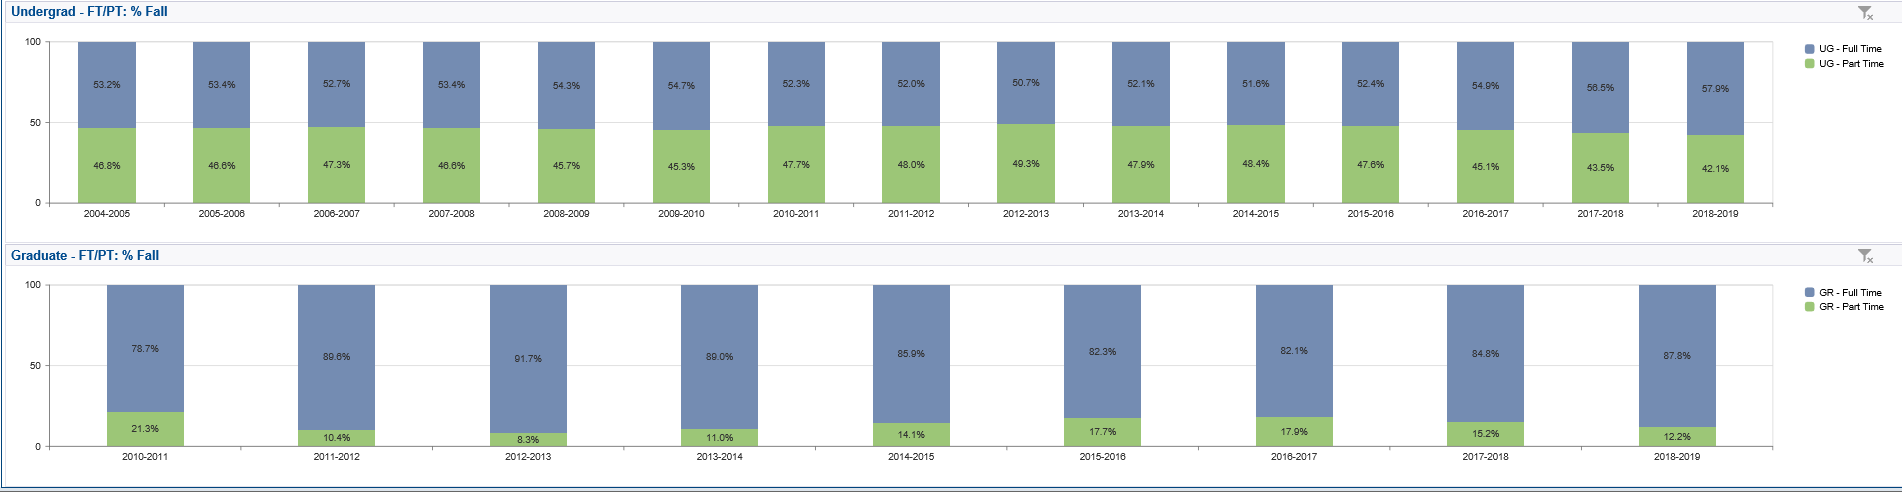 Undergrad - FT/PT: % Fall
100
53.2% 53.4% 52.7% 53.4% 54.3% 54.7% 52.3% 52.0% 50.7% 52.1% 51.6% 52.4% 54.9% 56.5% 57.9%
UG - Full Time
UG - Part Time
50
46.8% 46.6% 47.3% 46.6% 45.7% 45.3% 47.7% 48.0% 49.3% 47.9% 48.4% 47.6% 45.1% 43.5% 42.1%
0
2004-2005 2005-2006 2006-2007 2007-2008 2008-2009 2009-2010 2010-2011 2011-2012 2012-2013 2013-2014 2014-2015 2015-2016 2016-2017 2017-2018 2018-2019
Graduate - FT/PT: % Fall
100
78.7% 89.6% 91.7% 89.0% 85.9% 82.3% 82.1% 84.8% 87.8%
GR - Full Time
GR - Part Time
50
21.3% 10.4% 8.3% 11.0% 14.1% 17.7% 17.9% 15.2% 12.2%
0
2010-2011 2011-2012 2012-2013 2013-2014 2014-2015 2015-2016 2016-2017 2017-2018 2018-2019